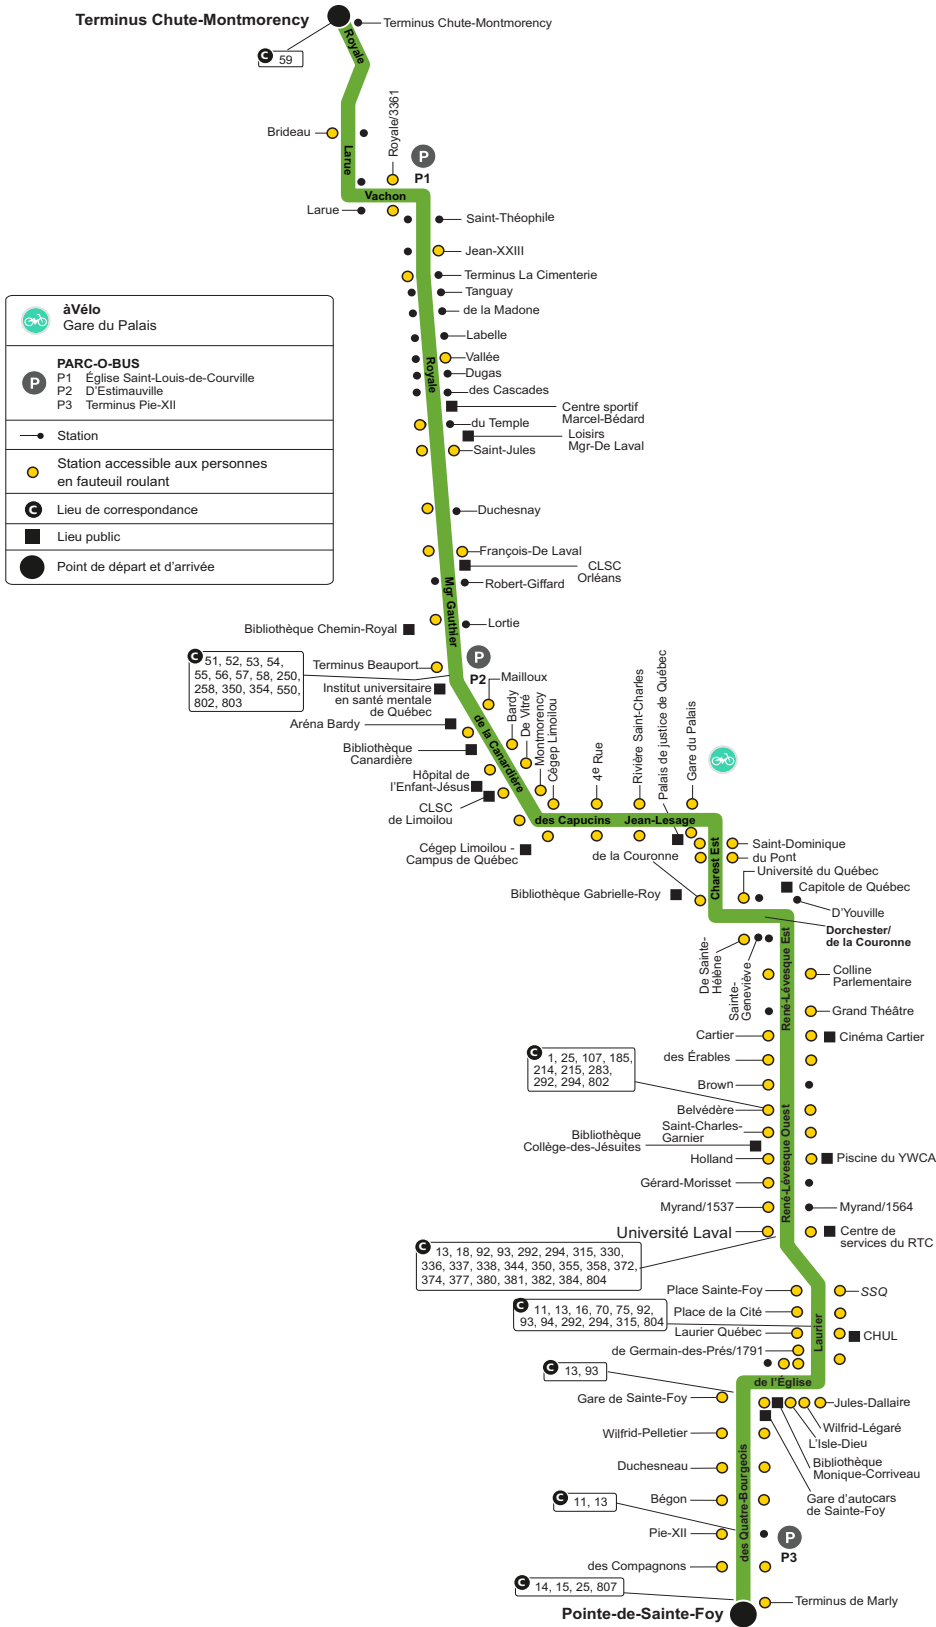 Terminus Chute-Montmorency
Terminus Chute-Montmorency
Royale
C 59
Brideau
Royale/3361
P
P1
Larue
Vachon
Larue
Saint-Théophile
Jean-XXIII
Terminus La Cimenterie
Tanguay
de la Madone
Labelle
Vallée
Royale
Dugas
des Cascades
Centre sportif
Marcel-Bédard
du Temple
Loisirs
Mgr-De Laval
Saint-Jules
àVélo
Gare du Palais
P
PARC-O-BUS
P1 Église Saint-Louis-de-Courville
P2 D'Estimauville
P3 Terminus Pie-XII
Station
Station accessible aux personnes
en fauteuil roulant
C Lieu de correspondance
Lieu public
Point de départ et d'arrivée
Duchesnay
François-De Laval
CLSC
Orléans
Robert-Giffard
Mgr Gauthier
Lortie
Bibliothèque Chemin-Royal
C 51, 52, 53, 54,
55, 56, 57, 58, 250,
258, 350, 354, 550,
802, 803
Terminus Beauport
P
P2
Mailloux
Institut universitaire
en santé mentale
de Québec
Aréna Bardy
de la Canardière
Bardy
De Vitré
Montmorency
Cégep Limoilou
4e Rue
Rivière Saint-Charles
Palais de justice de Québec
Gare du Palais
Bibliothèque
Canardière
Hôpital de
l'Enfant-Jésus
CLSC
de Limoilou
des Capucins
Jean-Lesage
Cégep Limoilou -
Campus de Québec
de la Couronne
Charest Est
Saint-Dominique
du Pont
Université du Québec
Capitole de Québec
Bibliothèque Gabrielle-Roy
D'Youville
Dorchester/
de la Couronne
De Sainte-
Hélène
Sainte-
Geneviève
René-Lévesque Est
Colline
Parlementaire
Grand Théâtre
Cartier
Cinéma Cartier
C 1, 25, 107, 185,
214, 215, 283,
292, 294, 802
des Érables
Brown
Belvédère
Saint-Charles-
Garnier
Bibliothèque
Collège-des-Jésuites
René-Lévesque Ouest
Holland
Piscine du YWCA
Gérard-Morisset
Myrand/1537
Myrand/1564
Université Laval
Centre de
services du RTC
C 13, 18, 92, 93, 292, 294, 315, 330,
336, 337, 338, 344, 350, 355, 358, 372,
374, 377, 380, 381, 382, 384, 804
Place Sainte-Foy
SSQ
C 11, 13, 16, 70, 75, 92,
93, 94, 292, 294, 315, 804
Place de la Cité
Laurier
Laurier Québec
CHUL
de Germain-des-Prés/1791
C 13, 93
de l'Église
Gare de Sainte-Foy
Jules-Dallaire
Wilfrid-Légaré
L'Isle-Dieu
Bibliothèque
Monique-Corriveau
Gare d'autocars
de Sainte-Foy
Wilfrid-Pelletier
Duchesneau
des Quatre-Bourgeois
Bégon
C 11, 13
Pie-XII
P
P3
des Compagnons
C 14, 15, 25, 807
Terminus de Marly
Pointe-de-Sainte-Foy